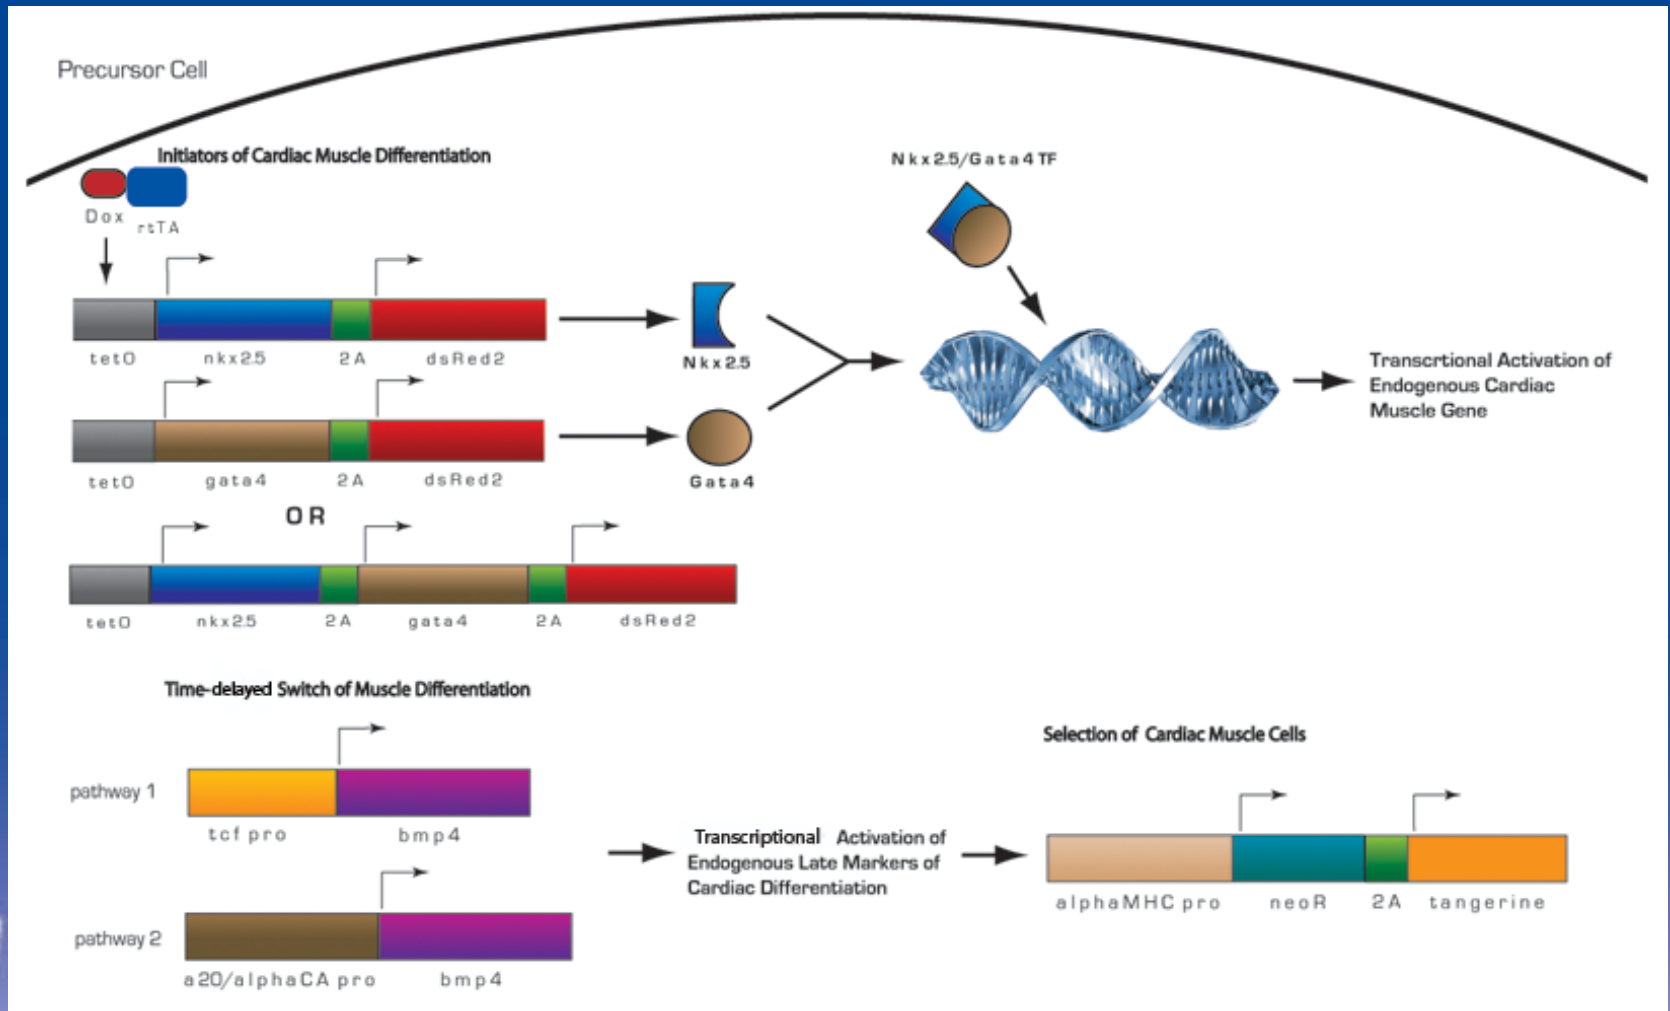 Precursor Cell
Initiators of Cardiac Muscle Differentiation
Dox
rtTA
tetO nkx2.5 2A dsRed2
Nkx2.5
tetO gata4 2A dsRed2
Gata4
OR
tetO nkx2.5 2A gata4 2A dsRed2
Nkx2.5/Gata4 TF
Transcrtional Activation of
Endogenous Cardiac
Muscle Gene
Time-delayed Switch of Muscle Differentiation
pathway 1
tcf pro bmp4
pathway 2
a20/alphaCA pro bmp4
Transcriptional Activation of
Endogenous Late Markers of
Cardiac Differentiation
Selection of Cardiac Muscle Cells
alphaMHC pro neoR 2A tangerine